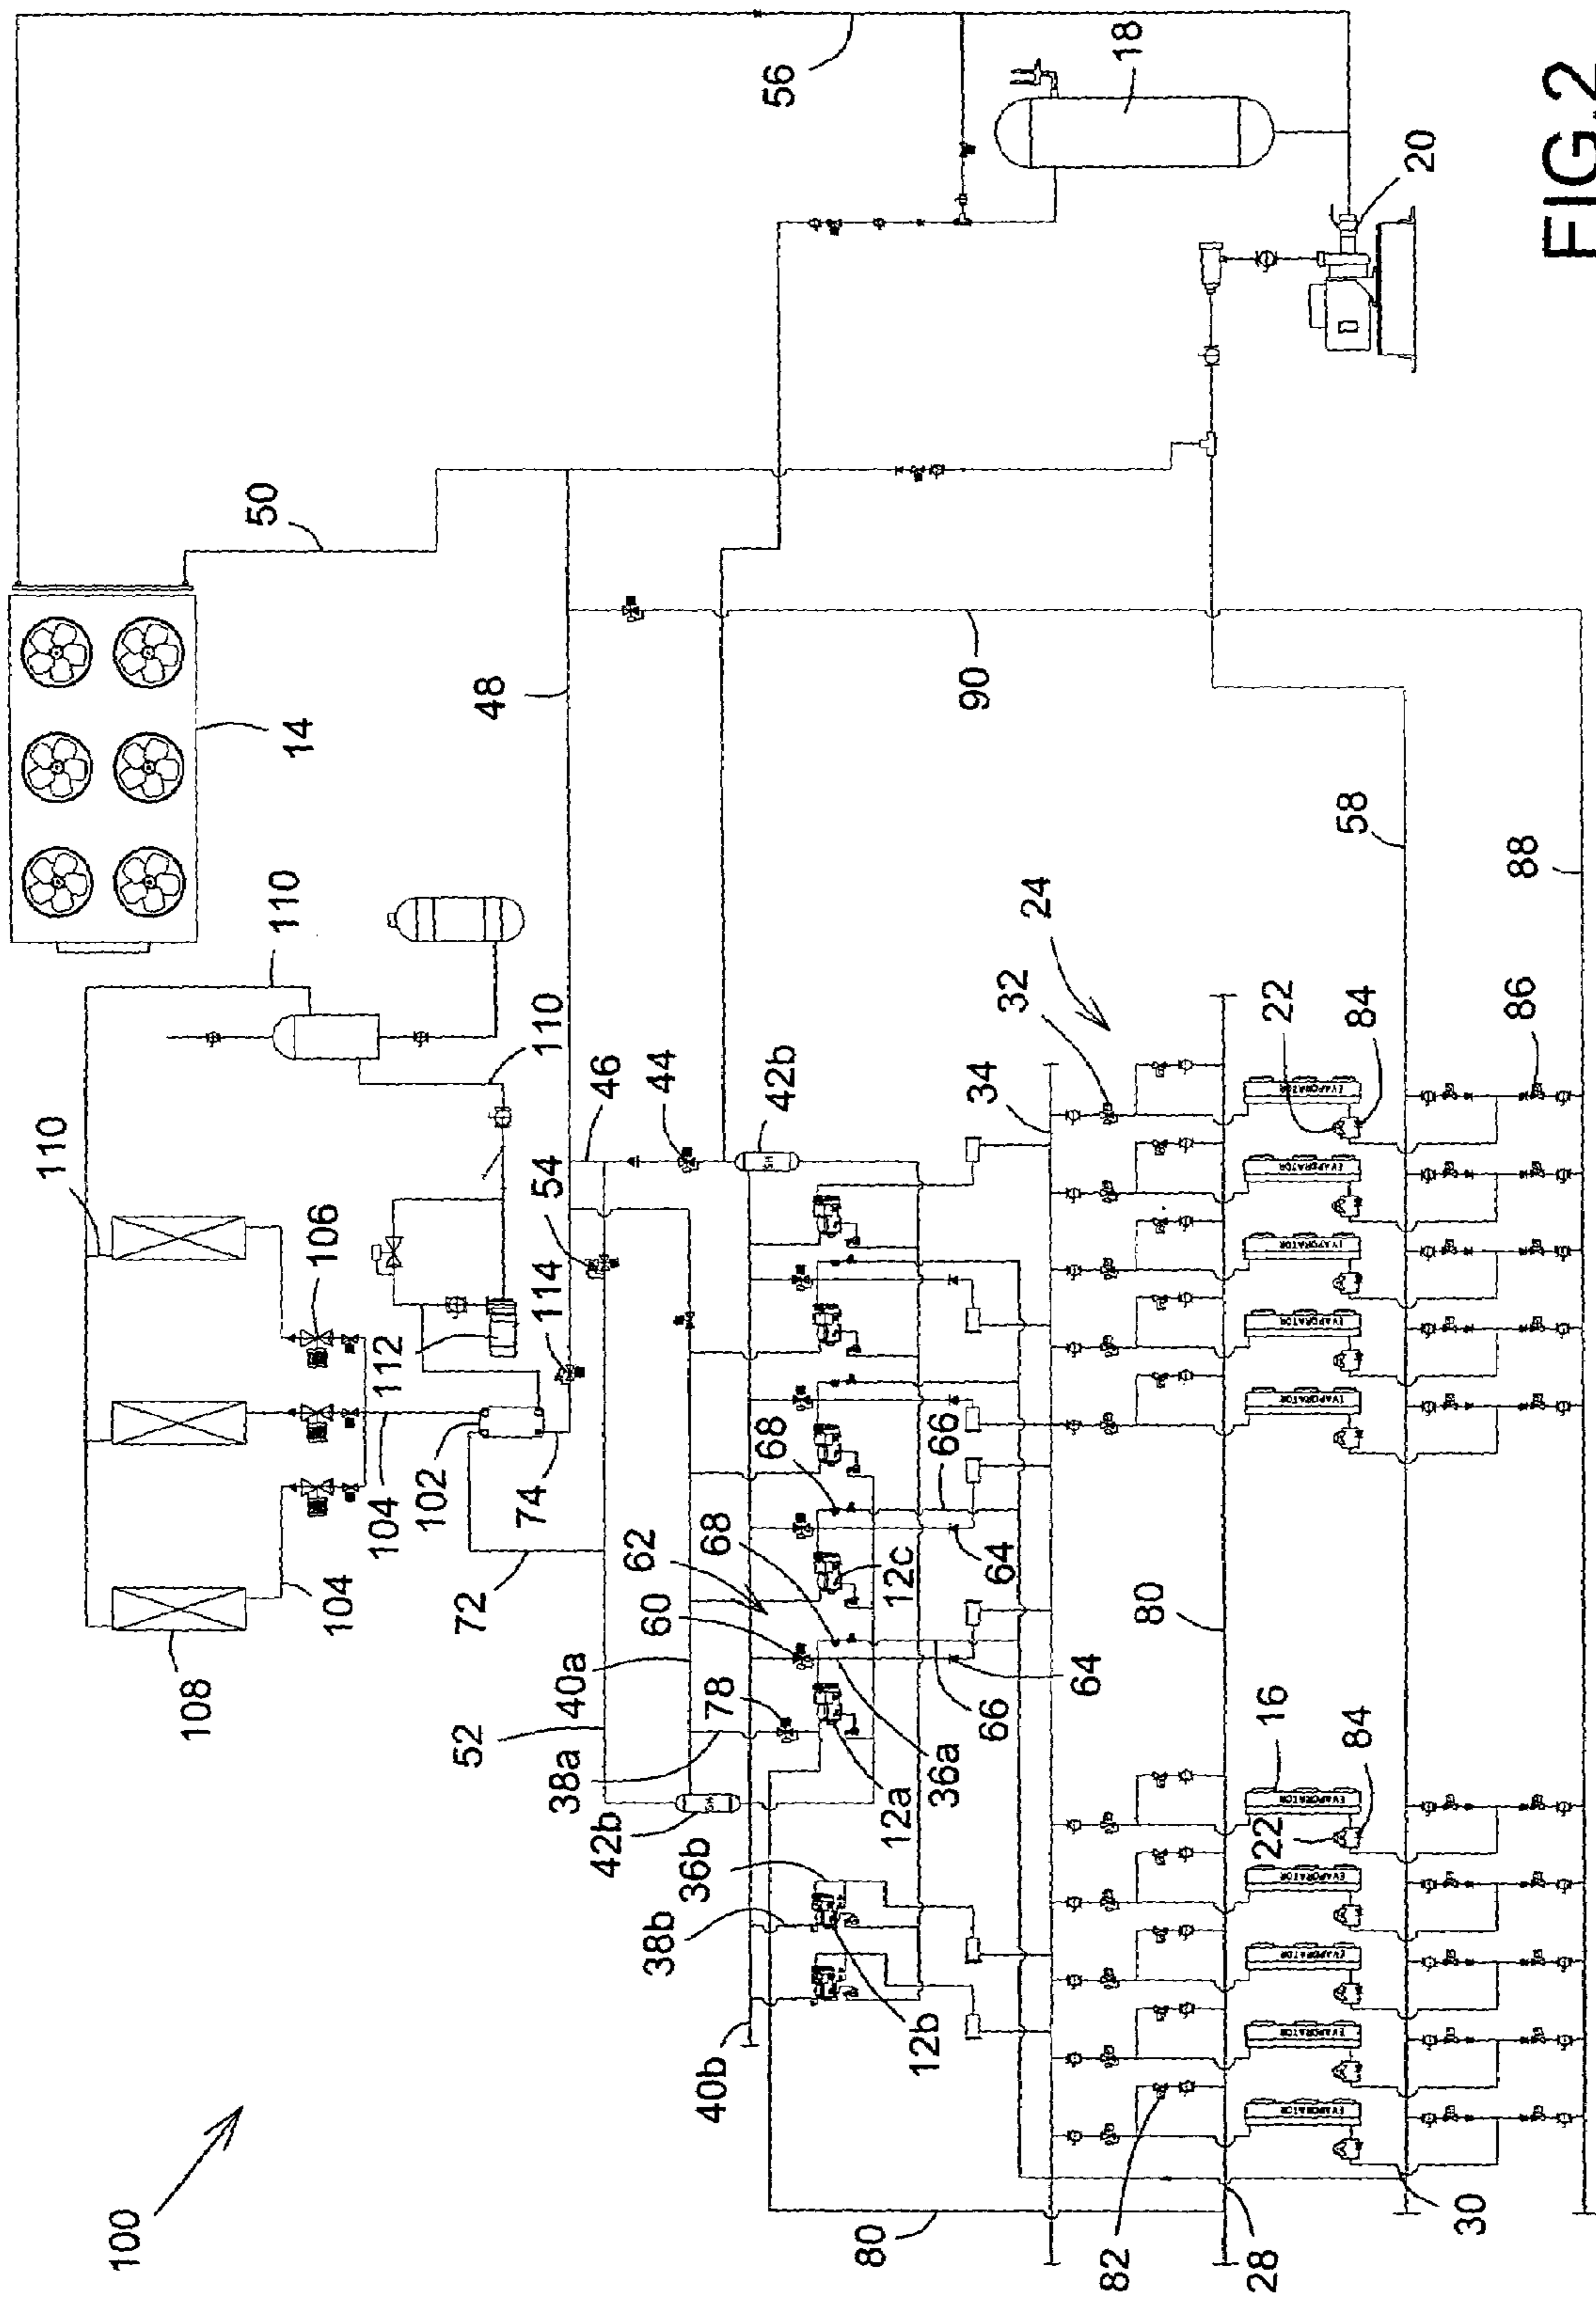 100
110
108
50
110
14
106
104
104
112
102
52
72
48
74
54
110
38a
40a
42b
114
46
62
38b
60
44
36b
SH
40b
78
68
SH
68
42b
56
80
12a
12c
12b
36a
66
90
66
64
34
32
24
64
82
18
80
28
16
22
EVAPORATOR
EVAPORATOR
EVAPORATOR
EVAPORATOR
EVAPORATOR
EVAPORATOR
EVAPORATOR
EVAPORATOR
EVAPORATOR
EVAPORATOR
22
84
84
58
20
30
86
88
FIG.2